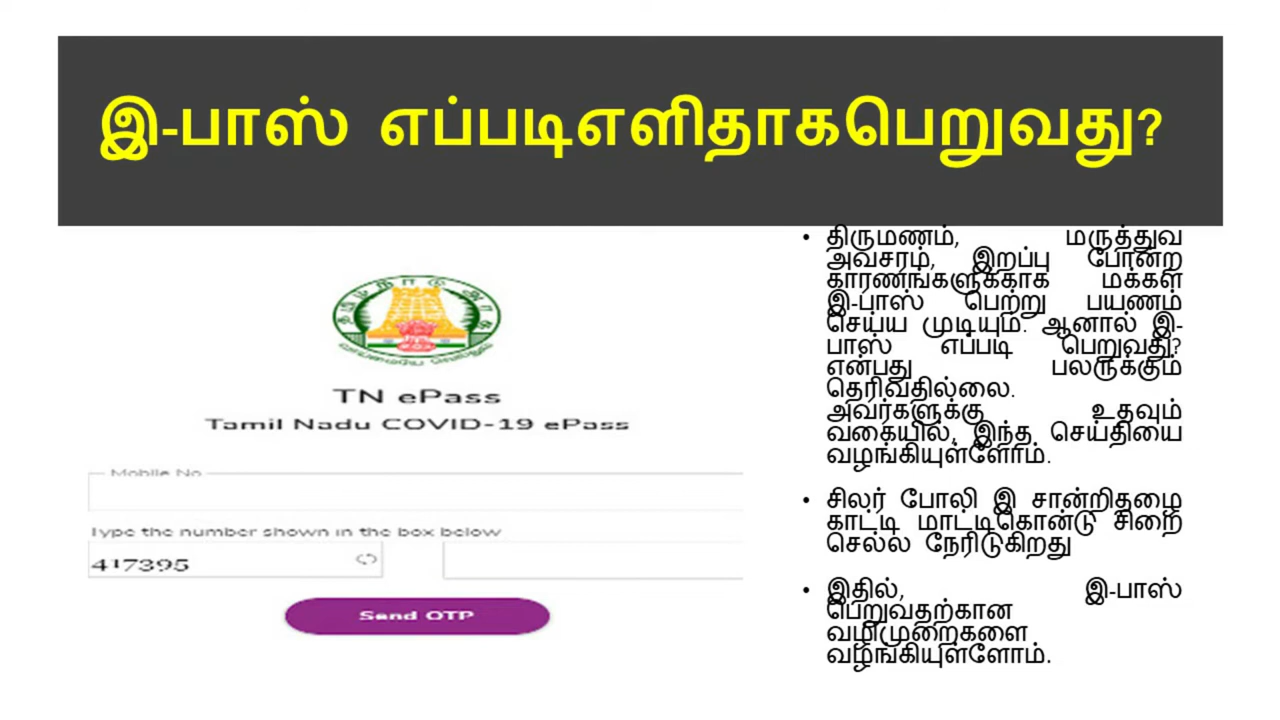 இ-பாஸ் எப்படிஎளிதாகபெறுவது?
தமிழ்நாடு அரசு
வாய்மையே வெல்லும்
TN ePass
Tamil Nadu COVID-19 ePass
Mobile No
Type the number shown in the box below
417395
Send OTP
• திருமணம், மருத்துவ
அவசரம், இறப்பு போன்ற
காரணங்களுக்காக மக்கள்
இ-பாஸ் பெற்று பயணம்
செய்ய முடியும். ஆனால் இ-
பாஸ் எப்படி பெறுவது?
என்பது பலருக்கும்
தெரிவதில்லை.
அவர்களுக்கு உதவும்
வகையில், இந்த செய்தியை
வழங்கியுள்ளோம்.
• சிலர் போலி இ சான்றிதழை
காட்டி மாட்டிகொண்டு சிறை
செல்ல நேரிடுகிறது
• இதில், இ-பாஸ்
பெறுவதற்கான
வழிமுறைகளை
வழங்கியுள்ளோம்.